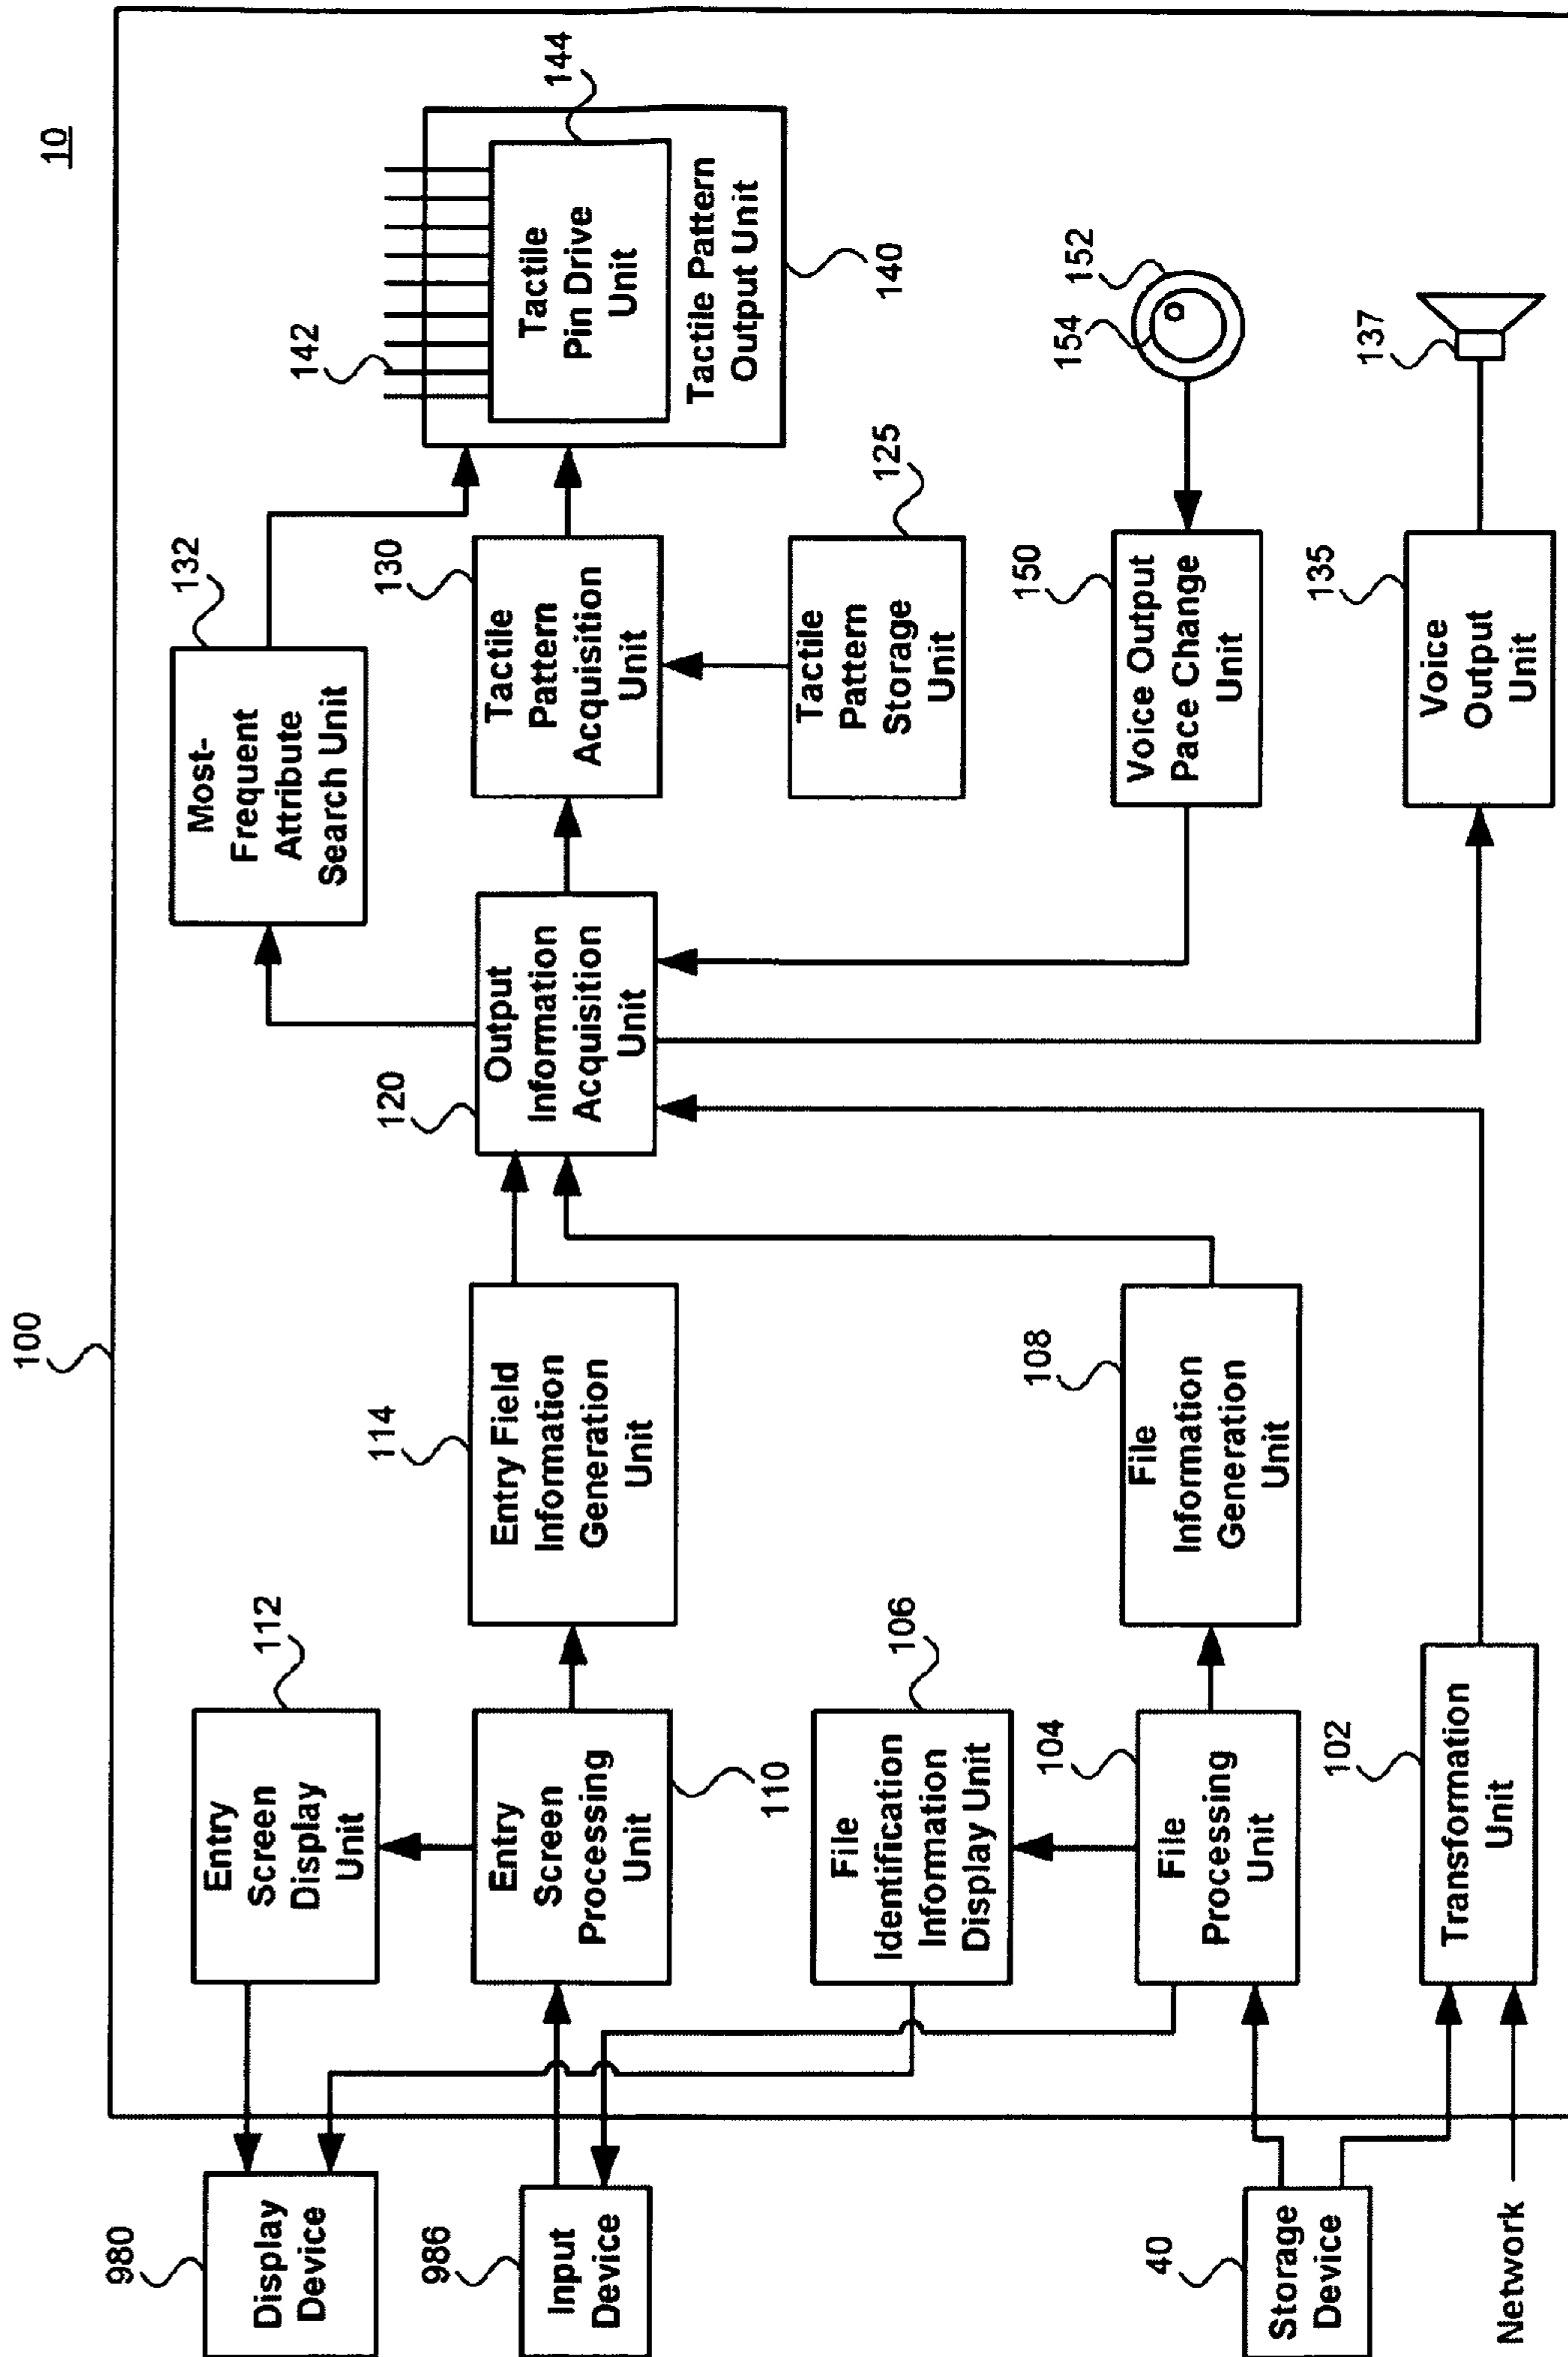 10
100
980
Display
Device
986
Input
Device
40
Storage
Device
Network
112
Entry
Screen
Display
Unit
Entry
Screen
Processing
Unit
110
106
File
Identification
Information
Display Unit
104
File
Processing
Unit
102
Transformation
Unit
114
Entry Field
Information
Generation
Unit
108
File
Information
Generation
Unit
120
Output
Information
Acquisition
Unit
132
Most-
Frequent
Attribute
Search Unit
130
Tactile
Pattern
Acquisition
Unit
125
Tactile
Pattern
Storage
Unit
150
Voice Output
Pace Change
Unit
135
Voice
Output
Unit
142
144
Tactile
Pin Drive
Unit
Tactile Pattern
Output Unit
140
152
154
137